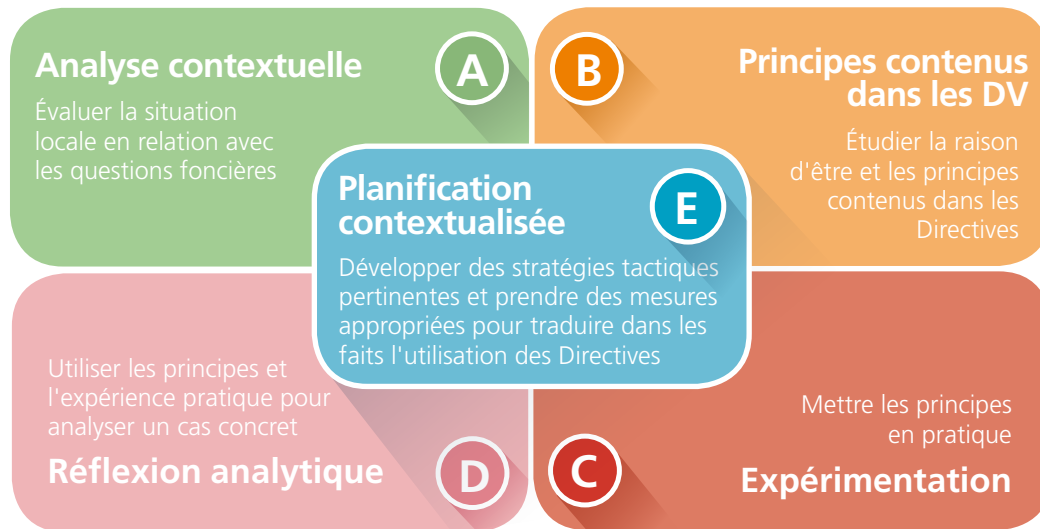 Analyse contextuelle
Évaluer la situation
locale en relation avec
les questions foncières
A
B
Principes contenus
dans les DV
Étudier la raison
d'être et les principes
contenus dans les
Directives
Planification
contextualisée
E
Développer des stratégies tactiques
pertinentes et prendre des mesures
appropriées pour traduire dans les
faits l'utilisation des Directives
Utiliser les principes et
l'expérience pratique pour
analyser un cas concret
Réflexion analytique
D
C
Mettre les principes
en pratique
Expérimentation